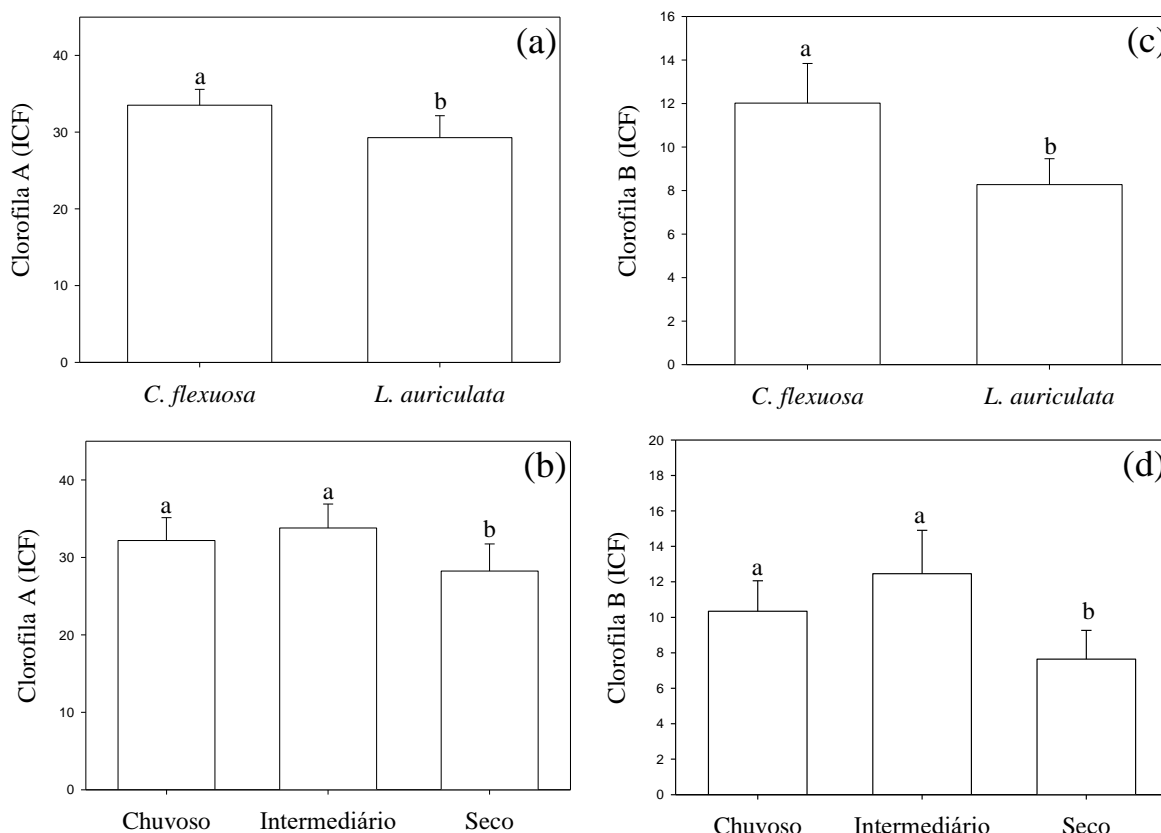 (a)
Clorofila A (ICF)
40
30
20
10
0
a
b
C. flexuosa
L. auriculata
(c)
Clorofila B (ICF
16
14
12
10
8
6
4
2
0
a
b
C. flexuosa
L. auriculata
(b)
Clorofila A (ICF)
40
30
20
10
0
a
a
b
Chuvoso
Intermediário
Seco
(d)
Clorofila B (ICF)
20
18
16
14
12
10
8
6
4
2
0
a
a
b
Chuvoso
Intermediário
Seco